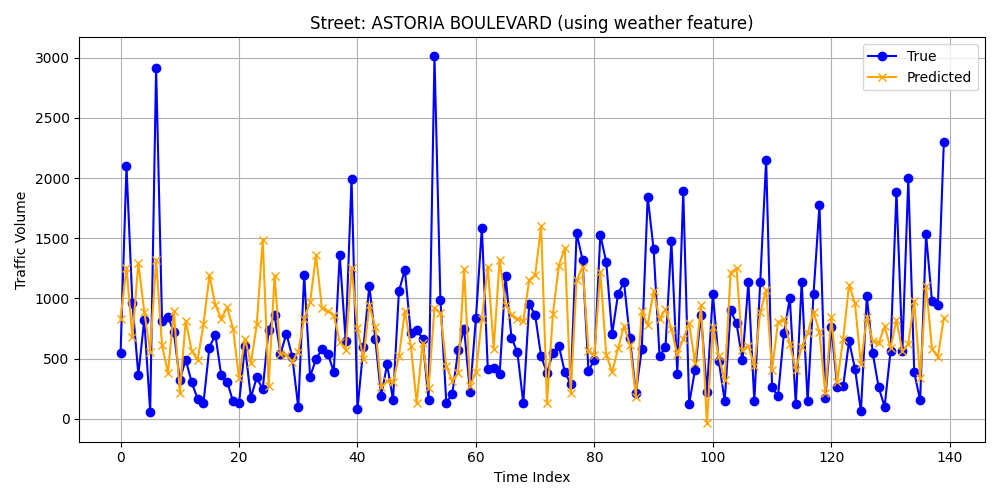 Street: ASTORIA BOULEVARD (using weather feature)
True
Predicted
Traffic Volume
3000
2500
2000
1500
1000
500
0
0 20 40 60 80 100 120 140
Time Index